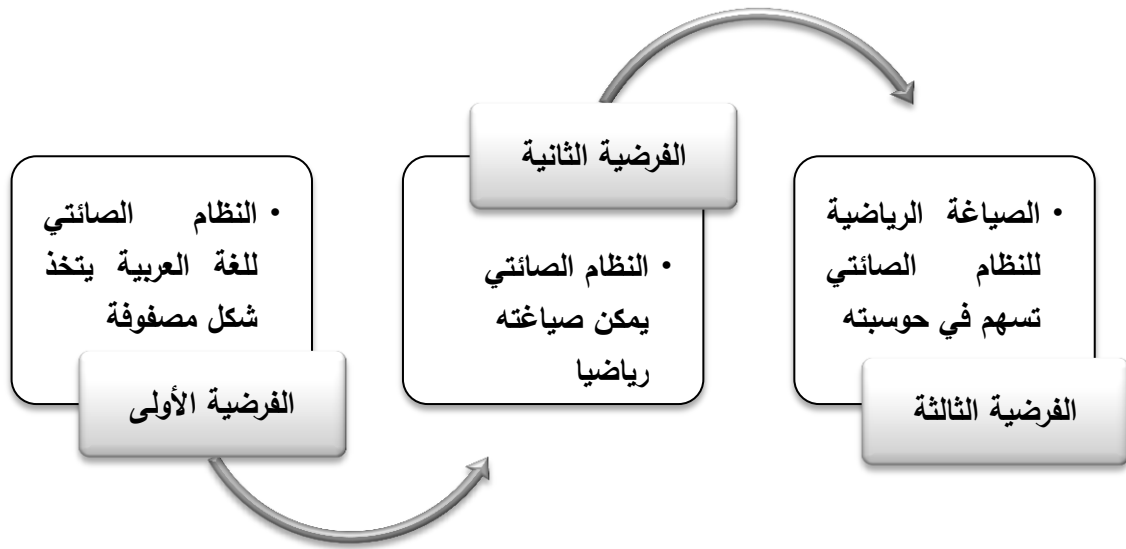 النظام الصائتي
للغة العربية يتخذ
شكل مصفوفة
الفرضية الأولى
الفرضية الثانية
النظام الصائتي
يمكن صياغته
رياضيا
الصياغة الرياضية
للنظام الصائتي
تسهم في حوسبته
الفرضية الثالثة